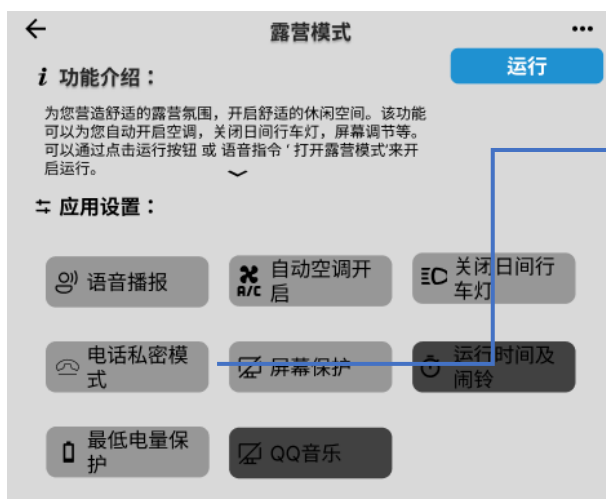 露营模式
运行
i 功能介绍：
为您营造舒适的露营氛围，开启舒适的休闲空间。该功能
可以为您自动开启空调，关闭日间行车灯，屏幕调节等。
可以通过点击运行按钮 或 语音指令‘ 打开露营模式’来开
启运行。
应用设置：
语音播报
A/C 自动空调开
启
关闭日间行
车灯
电话私密模
式
屏幕保护
运行时间及
闹铃
最低电量保
护
QQ音乐